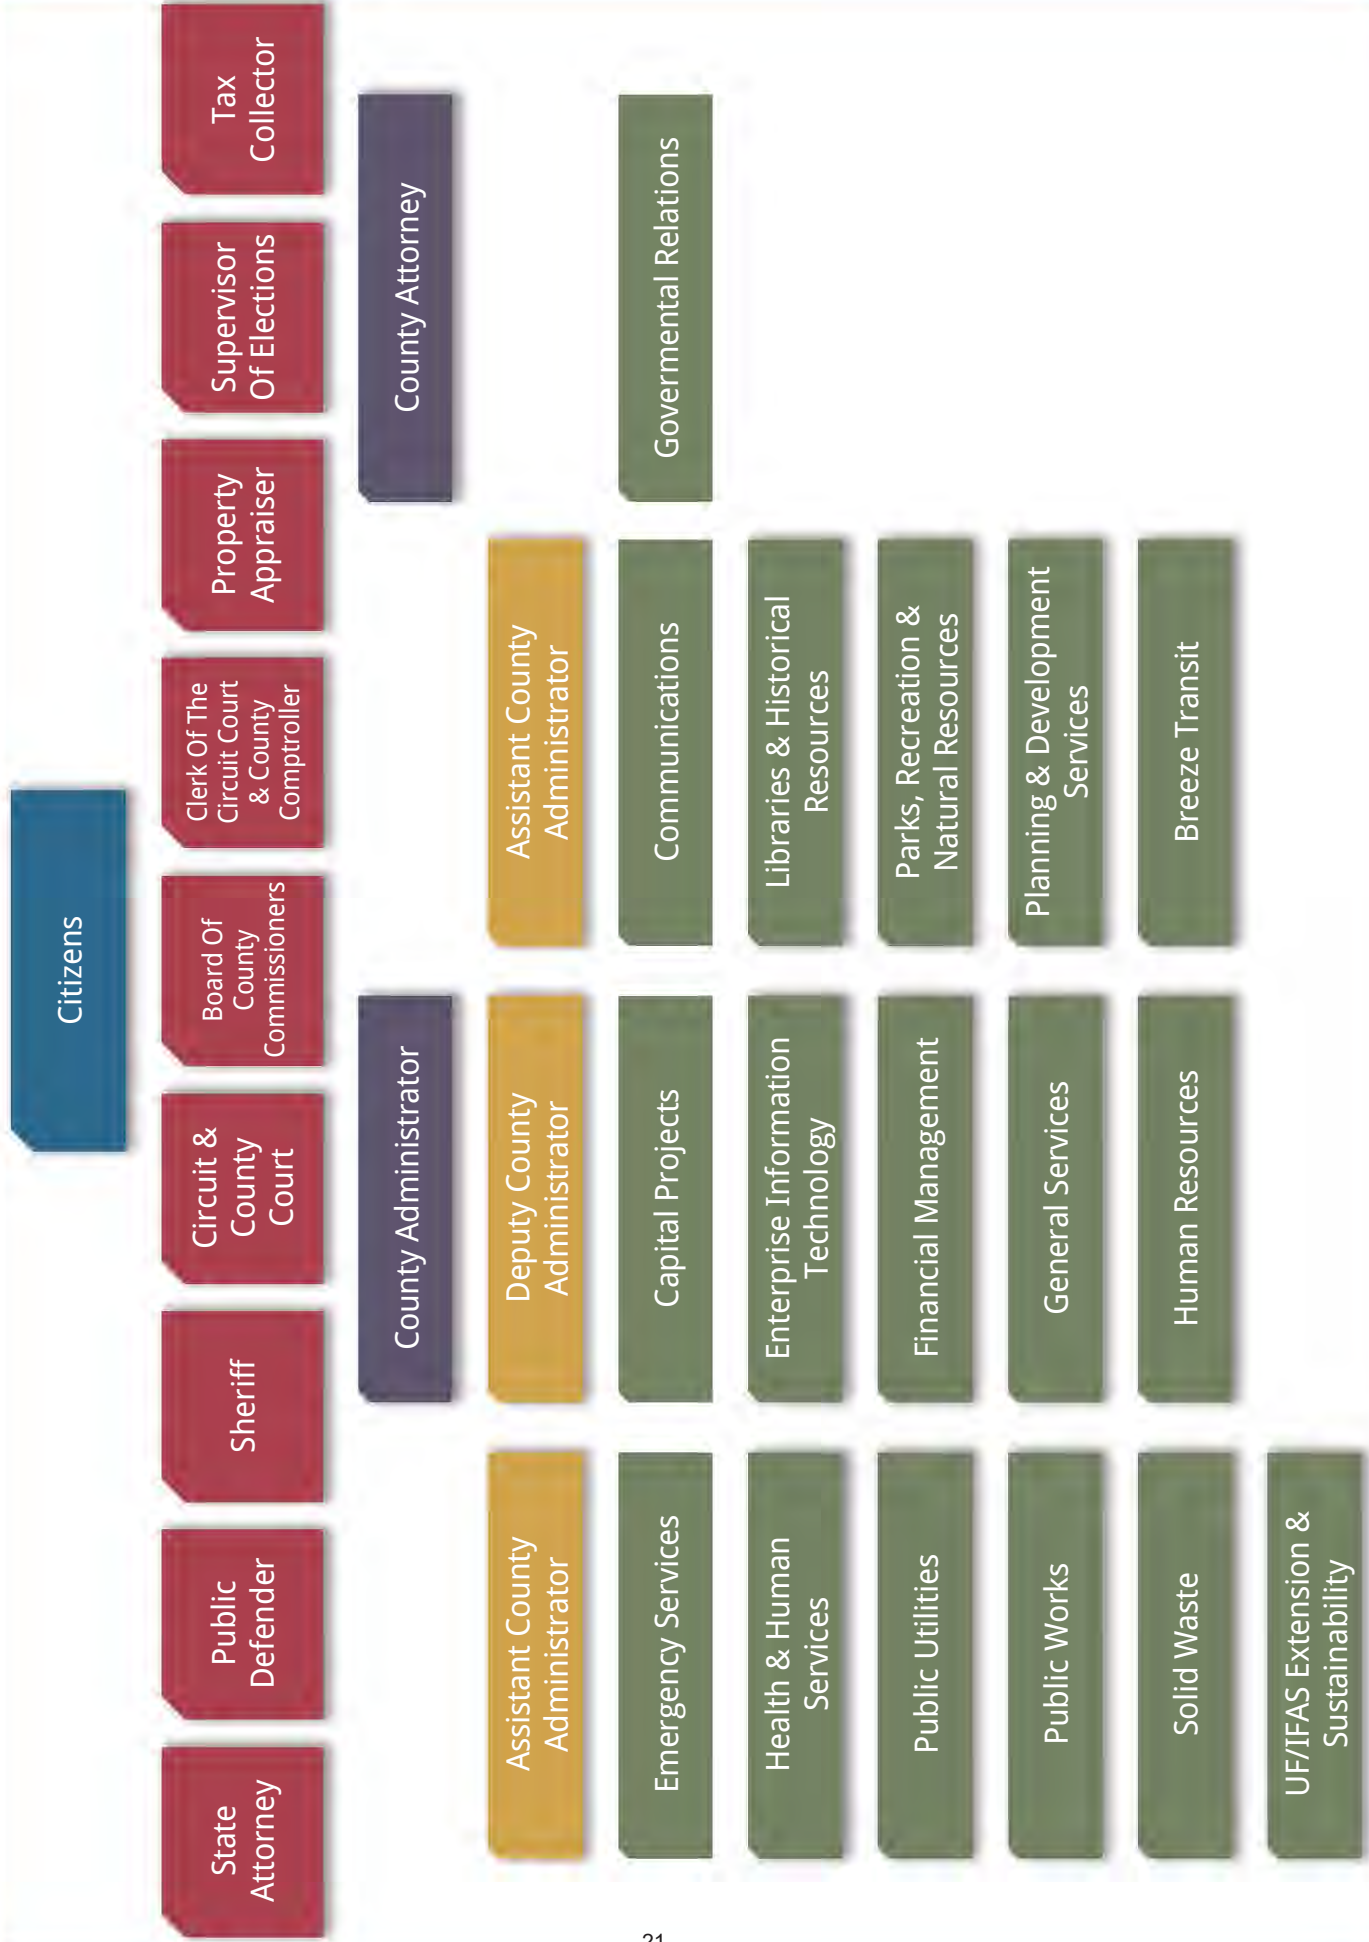 Citizens
State
Attorney
Public
Defender
Sheriff
Circuit &
County
Court
Board Of
County
Commissioners
Clerk Of The
Circuit Court
& County
Comptroller
Property
Appraiser
Supervisor
Of Elections
Tax
Collector
County Administrator
County Attorney
Assistant County
Administrator
Deputy County
Administrator
Assistant County
Administrator
Emergency Services
Capital Projects
Communications
Govermental Relations
Health & Human
Services
Enterprise Information
Technology
Libraries & Historical
Resources
Public Utilities
Financial Management
Parks, Recreation &
Natural Resources
Public Works
General Services
Planning & Development
Services
Solid Waste
Human Resources
Breeze Transit
UF/IFAS Extension &
Sustainability
21